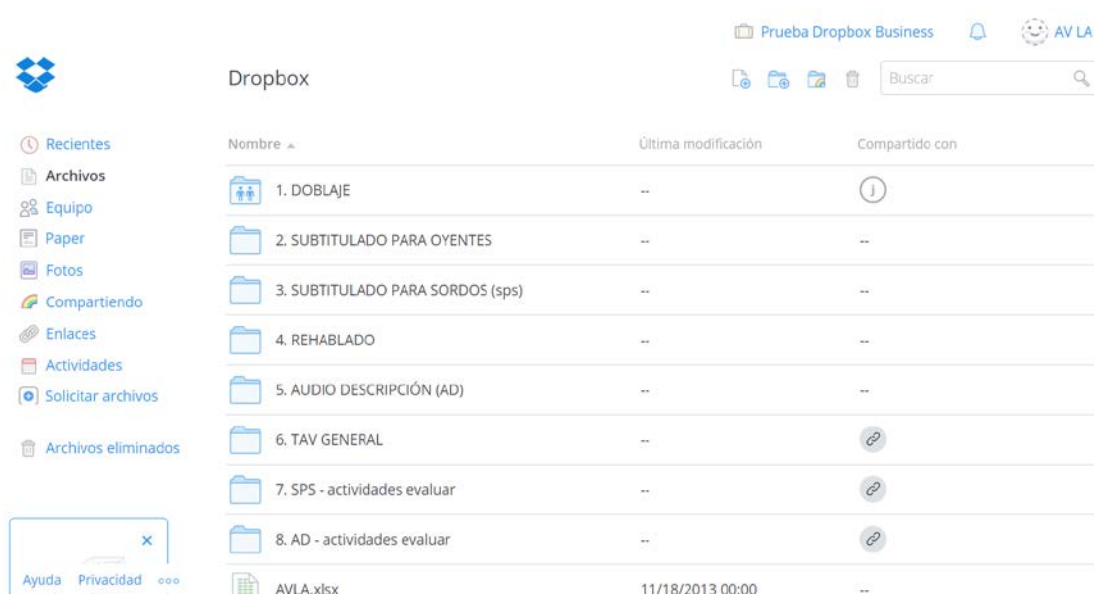 Prueba Dropbox Business AV LA
Dropbox Buscar
Recientes
Archivos
Equipo
Paper
Fotos
Compartiendo
Enlaces
Actividades
Solicitar archivos
Archivos eliminados
Ayuda Privacidad
Nombre Última modificación Compartido con
1. DOBLAJE -- j
2. SUBTITULADO PARA OYENTES -- --
3. SUBTITULADO PARA SORDOS (sps) -- --
4. REHABLADO -- --
5. AUDIO DESCRIPCIÓN (AD) -- --
6. TAV GENERAL --
7. SPS - actividades evaluar --
8. AD - actividades evaluar --
AVLA.xlsx 11/18/2013 00:00 --